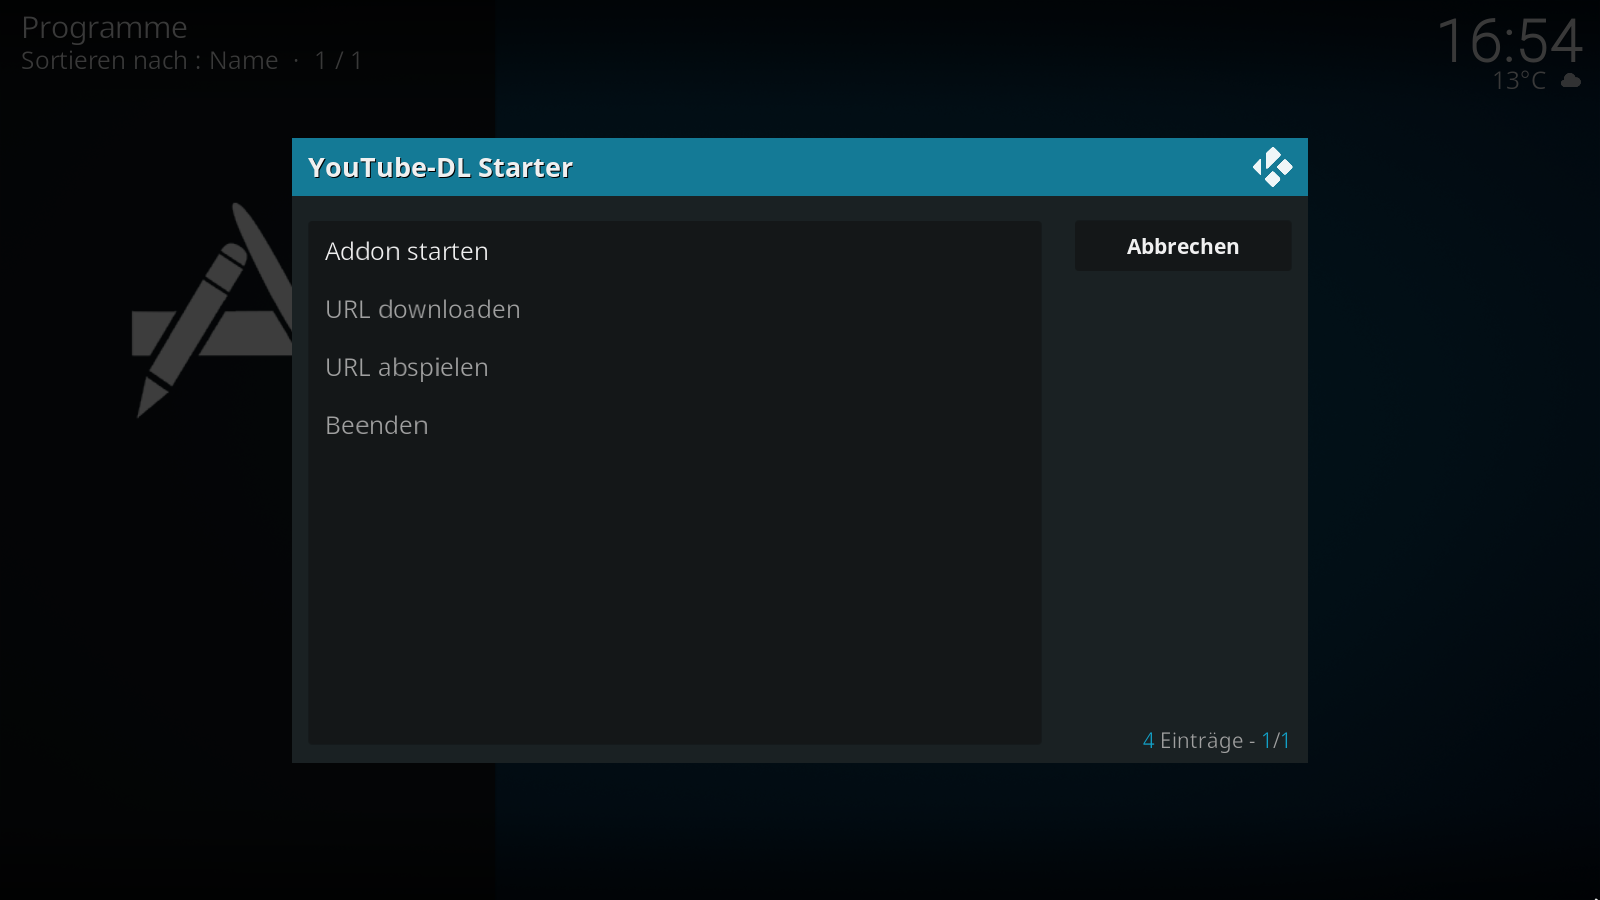 Programme
Sortieren nach : Name · 1 / 1
16:54
13°C
YouTube-DL Starter
Addon starten
URL downloaden
URL abspielen
Beenden
Abbrechen
4 Einträge - 1/1